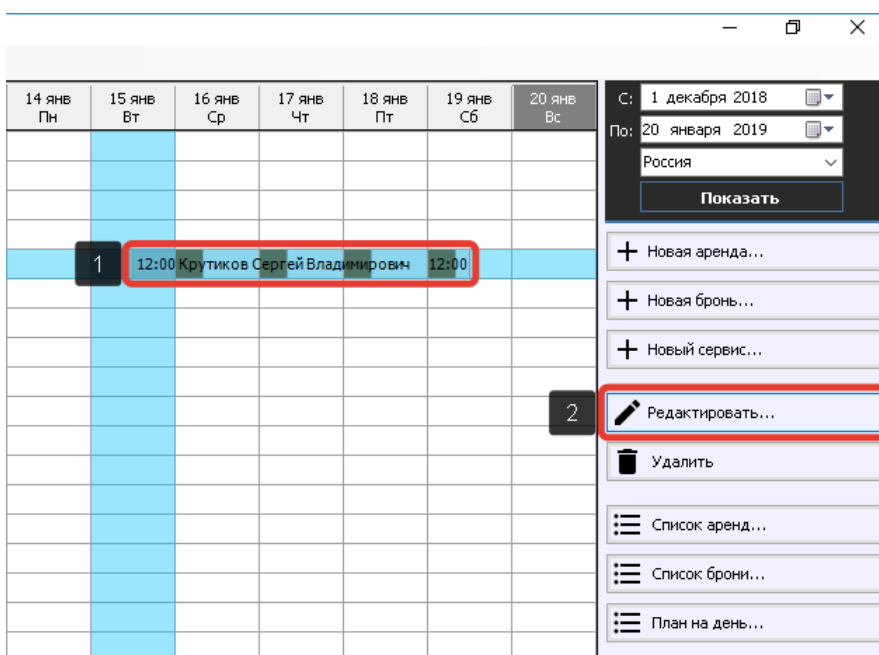 14 янв 15 янв 16 янв 17 янв 18 янв 19 янв 20 янв
Пн Вт Ср Чт Пт Сб Вс
С: 1 декабря 2018
По: 20 января 2019
Россия
Показать
1 12:00 Крутиков Сергей Владимирович 12:00
Новая аренда...
Новая бронь...
Новый сервис...
2 Редактировать...
Удалить
Список аренд...
Список брони...
План на день...